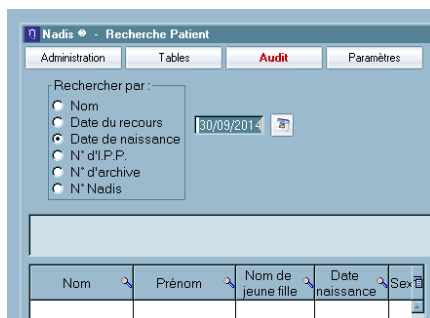 Nadis ® - Recherche Patient
Administration Tables Audit Paramètres
Rechercher par :
Nom
Date du recours
Date de naissance
N° d'I.P.P.
N° d'archive
N° Nadis
30/09/2014
Nom Prénom Nom de jeune fille Date naissance Sex